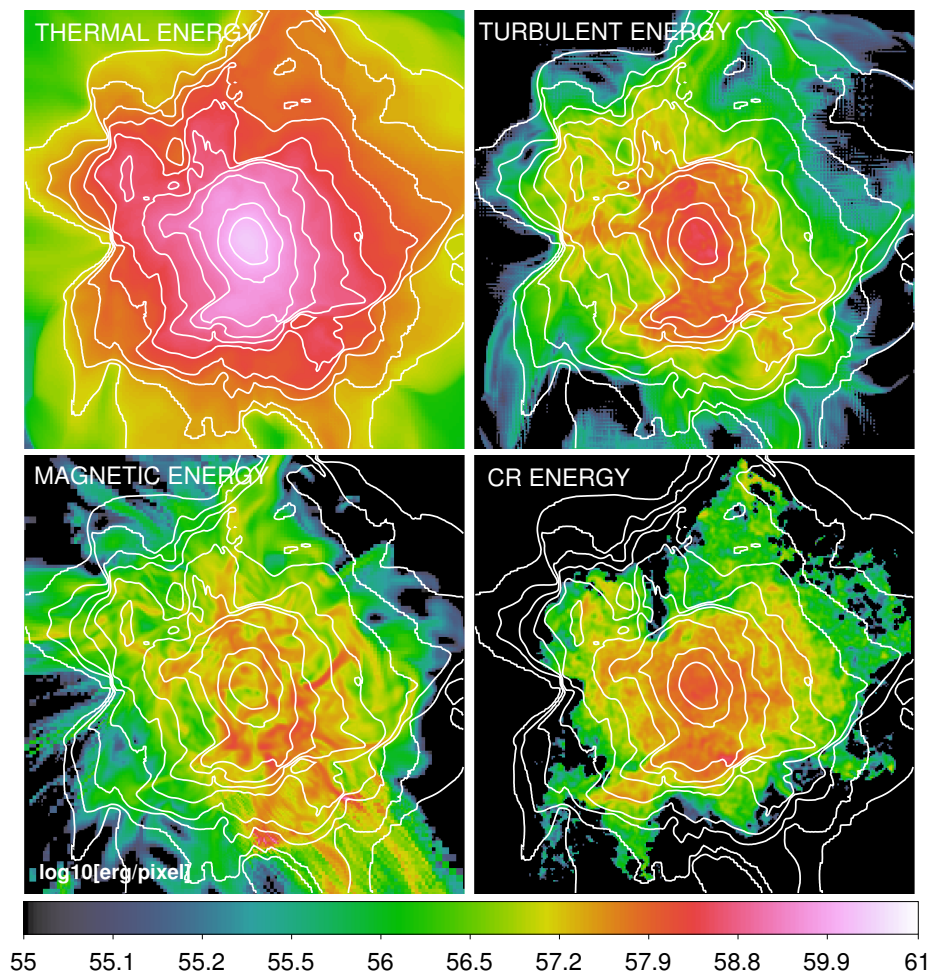 THERMAL ENERGY
TURBULENT ENERGY
MAGNETIC ENERGY
CR ENERGY
log10[erg/pixel]
55 55.1 55.2 55.5 56 56.5 57.2 57.9 58.8 59.9 61